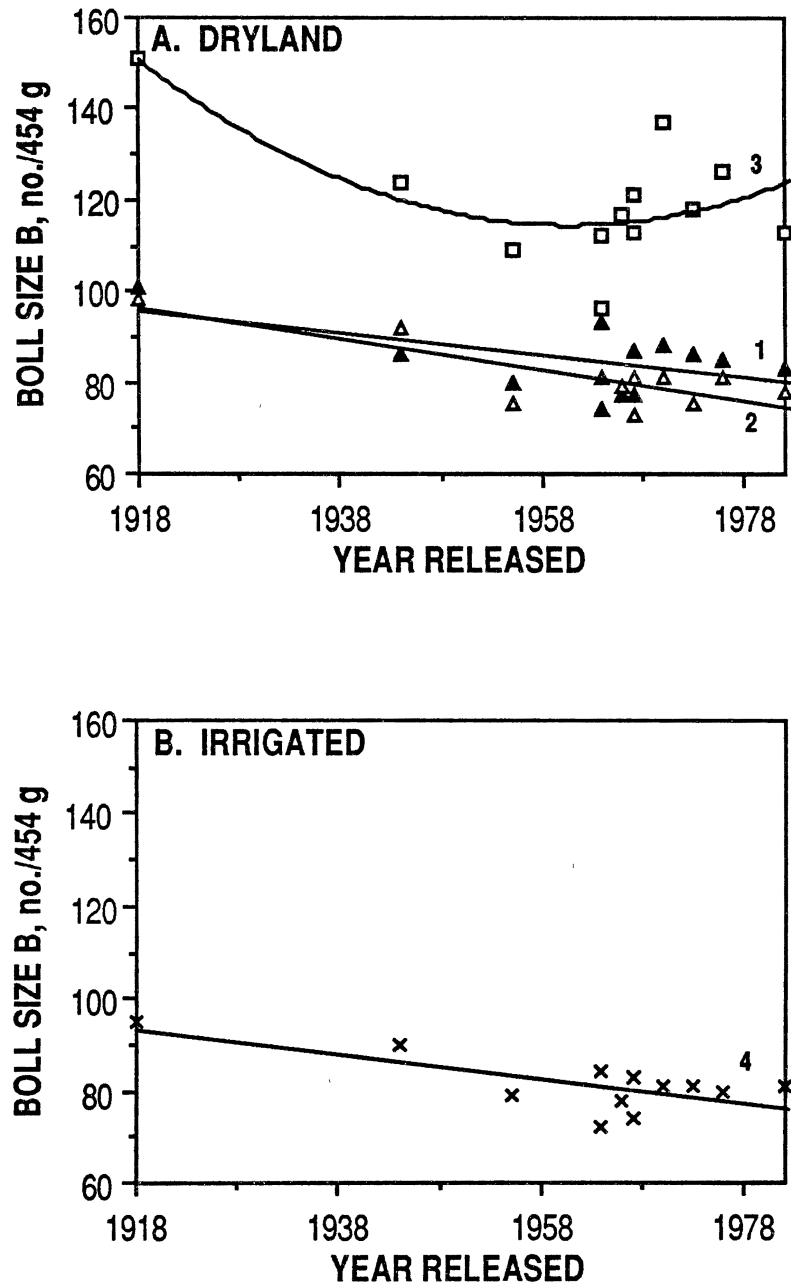 A. DRYLAND
BOLL SIZE B, no./454 g
160
140
120
100
80
60
3
1
2
1918 1938 1958 1978
YEAR RELEASED
B. IRRIGATED
BOLL SIZE B, no./454 g
160
140
120
100
80
60
4
1918 1938 1958 1978
YEAR RELEASED